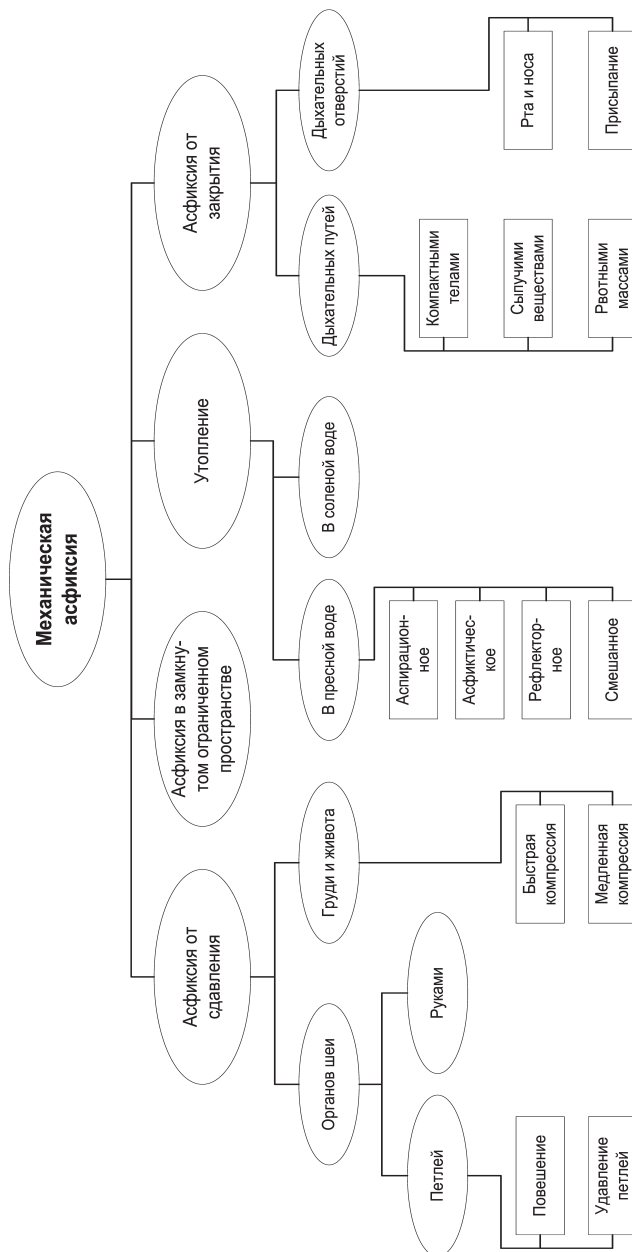 Механическая
асфиксия
Асфиксия от
сдавления
Асфиксия в замкну-
том ограниченном
пространстве
Утопление
Асфиксия от
закрытия
Органов шеи
Груди и живота
В пресной воде
В соленой воде
Дыхательных путей
Дыхательных
отверстий
Петлей
Руками
Повешение
Удавление
петлей
Быстрая
компрессия
Медленная
компрессия
Аспирацион-
ное
Асфиктичес-
кое
Рефлектор-
ное
Смешанное
Компактными
телами
Сыпучими
веществами
Рвотными
массами
Рта и носа
Присыпание